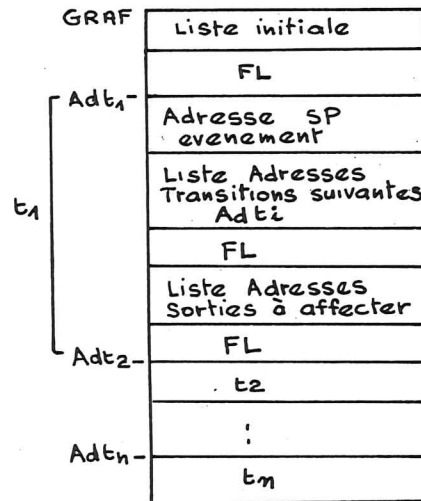 GRAF
Liste initiale
FL
Adt1
Adresse SP
evenement
t1
Liste Adresses
Transitions suivantes
Adti
FL
Liste Adresses
Sorties à affecter
FL
Adt2
t2
⋮
Adtn
tn